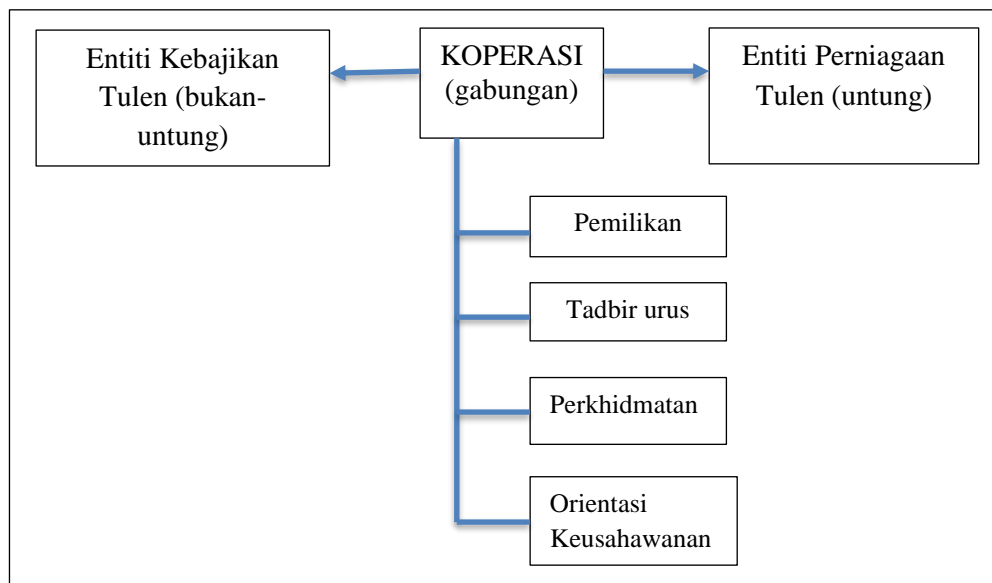 Entiti Kebajikan
Tulen (bukan-
untung)
KOPERASI
(gabungan)
Entiti Perniagaan
Tulen (untung)
Pemilikan
Tadbir urus
Perkhidmatan
Orientasi
Keusahawanan